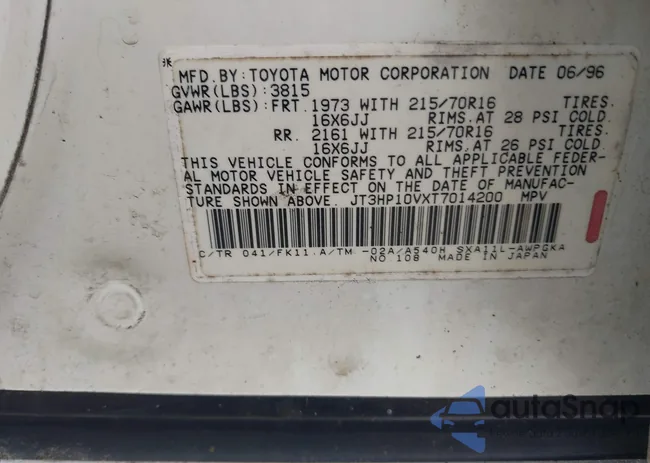 MFD.BY:TOYOTA MOTOR CORPORATION DATE 06/96
GVWR(LBS):3815
GAWR(LBS):FRT.1973 WITH 215/70R16 TIRES.
16X6JJ RIMS.AT 28 PSI COLD.
RR. 2161 WITH 215/70R16 TIRES.
16X6JJ RIMS.AT 26 PSI COLD.
THIS VEHICLE CONFORMS TO ALL APPLICABLE FEDER-
AL MOTOR VEHICLE SAFETY AND THEFT PREVENTION
STANDARDS IN EFFECT ON THE DATE OF MANUFAC-
TURE SHOWN ABOVE. JT3HP10VXT7014200 MPV
C/TR 041/FK11.A/TM -02A/A540H SXA11L-AWPGKA
NO 108 MADE IN JAPAN
autoSnap